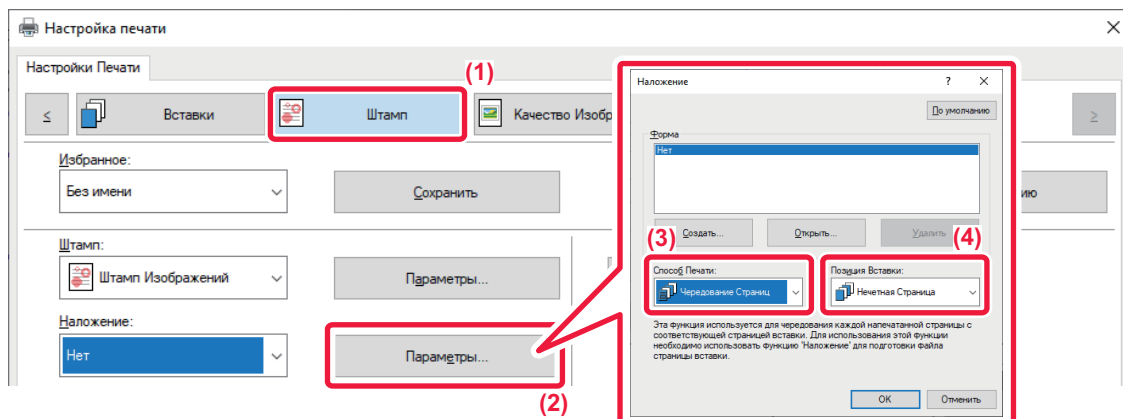 Настройка печати
Настройки Печати
(1)
<
Вставки
Штамп
Качество Изобр
>
Избранное:
Без имени
Сохранить
ию
Штамп:
Штамп Изображений
Параметры...
Наложение:
Нет
Параметры...
(2)
Наложение
?
По умолчанию
Форма
Нет
Создать...
Открыть...
Удалить
(3)
(4)
Способ Печати:
Позиция Вставки:
Чередование Страниц
Нечетная Страница
Эта функция используется для чередования каждой напечатанной страницы с
соответствующей страницей вставки. Для использования этой функции
необходимо использовать функцию 'Наложение' для подготовки файла
страницы вставки.
OK
Отменить